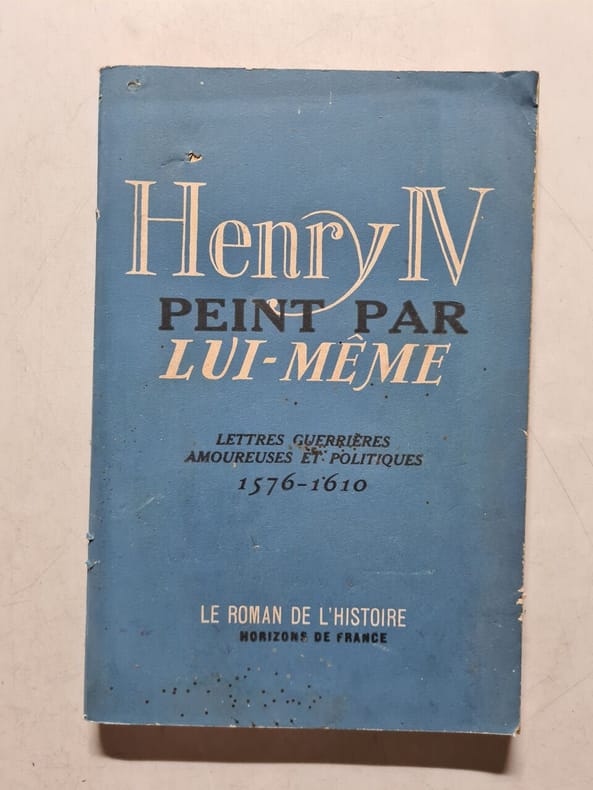 Henry IV
PEINT PAR
LUI-MÊME
LETTRES GUERRIÈRES
AMOUREUSES ET POLITIQUES
1576-1610
LE ROMAN DE L'HISTOIRE
HORIZONS DE FRANCE